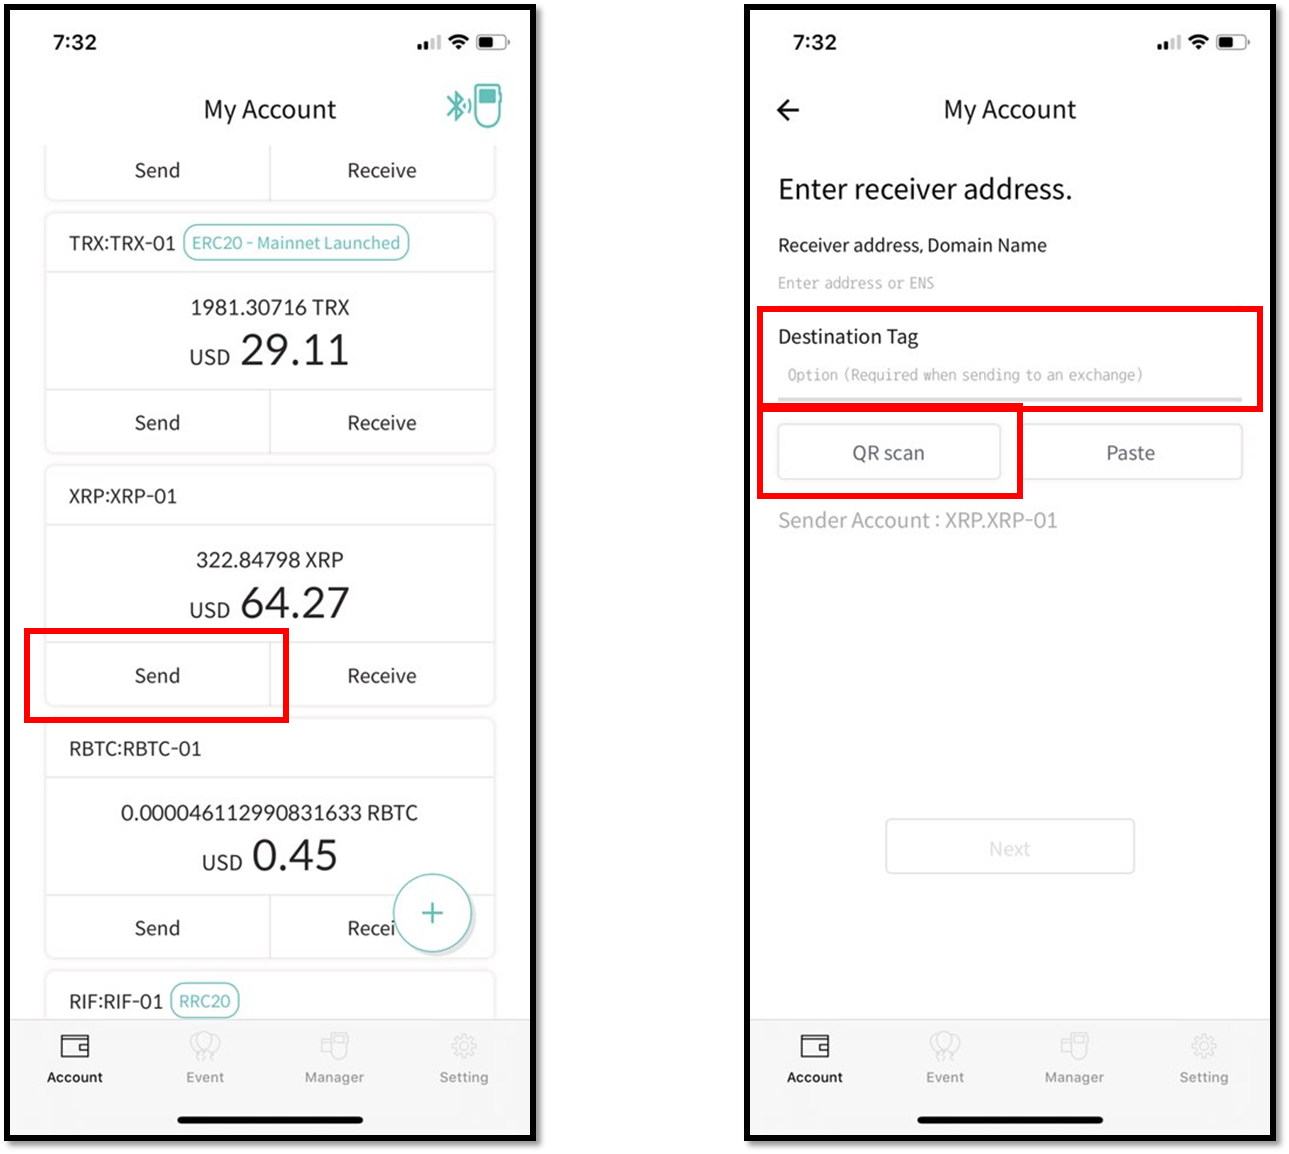 7:32
My Account
Send Receive
TRX:TRX-01 ERC20 - Mainnet Launched
1981.30716 TRX
USD 29.11
Send Receive
XRP:XRP-01
322.84798 XRP
USD 64.27
Send Receive
RBTC:RBTC-01
0.000046112990831633 RBTC
USD 0.45
Send Recei
RIF:RIF-01 RRC20
Account Event Manager Setting
7:32
My Account
Enter receiver address.
Receiver address, Domain Name
Enter address or ENS
Destination Tag
Option (Required when sending to an exchange)
QR scan Paste
Sender Account : XRP.XRP-01
Next
Account Event Manager Setting